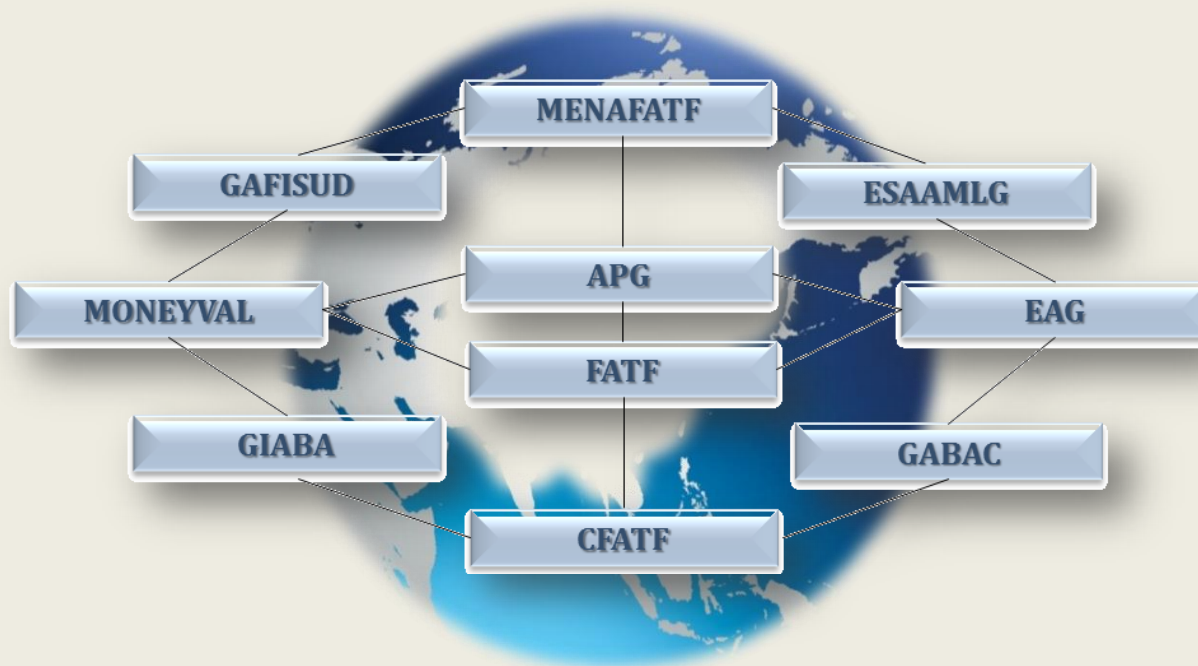 MENAFATF
GAFISUD
ESAAMLG
APG
MONEYVAL
EAG
FATF
GIABA
GABAC
CFATF